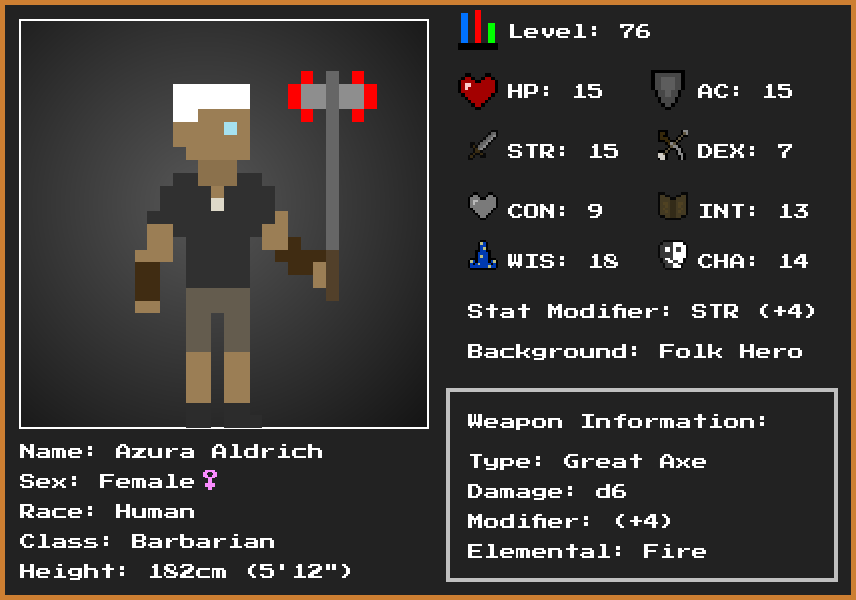 Level: 76
HP: 15 AC: 15
STR: 15 DEX: 7
CON: 9 INT: 13
WIS: 18 CHA: 14
Stat Modifier: STR (+4)
Background: Folk Hero
Weapon Information:
Type: Great Axe
Damage: d6
Modifier: (+4)
Elemental: Fire
Name: Azura Aldrich
Sex: Female♀
Race: Human
Class: Barbarian
Height: 182cm (5'12")